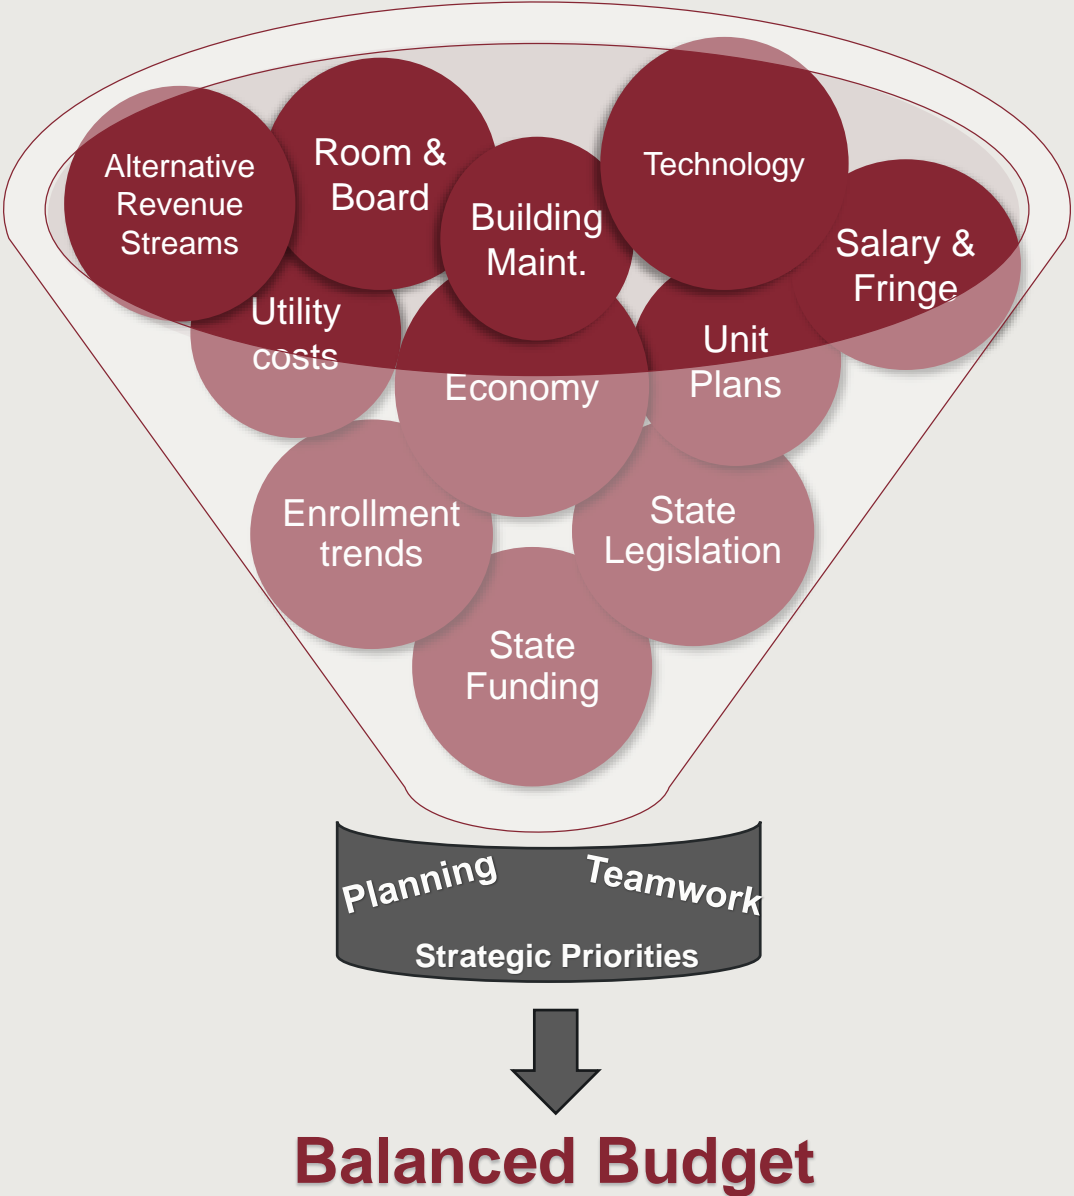 Alternative
Revenue
Streams
Room &
Board
Building
Maint.
Technology
Salary &
Fringe
Utility
costs
Economy
Unit
Plans
Enrollment
trends
State
Legislation
State
Funding
Planning
Teamwork
Strategic Priorities
Balanced Budget